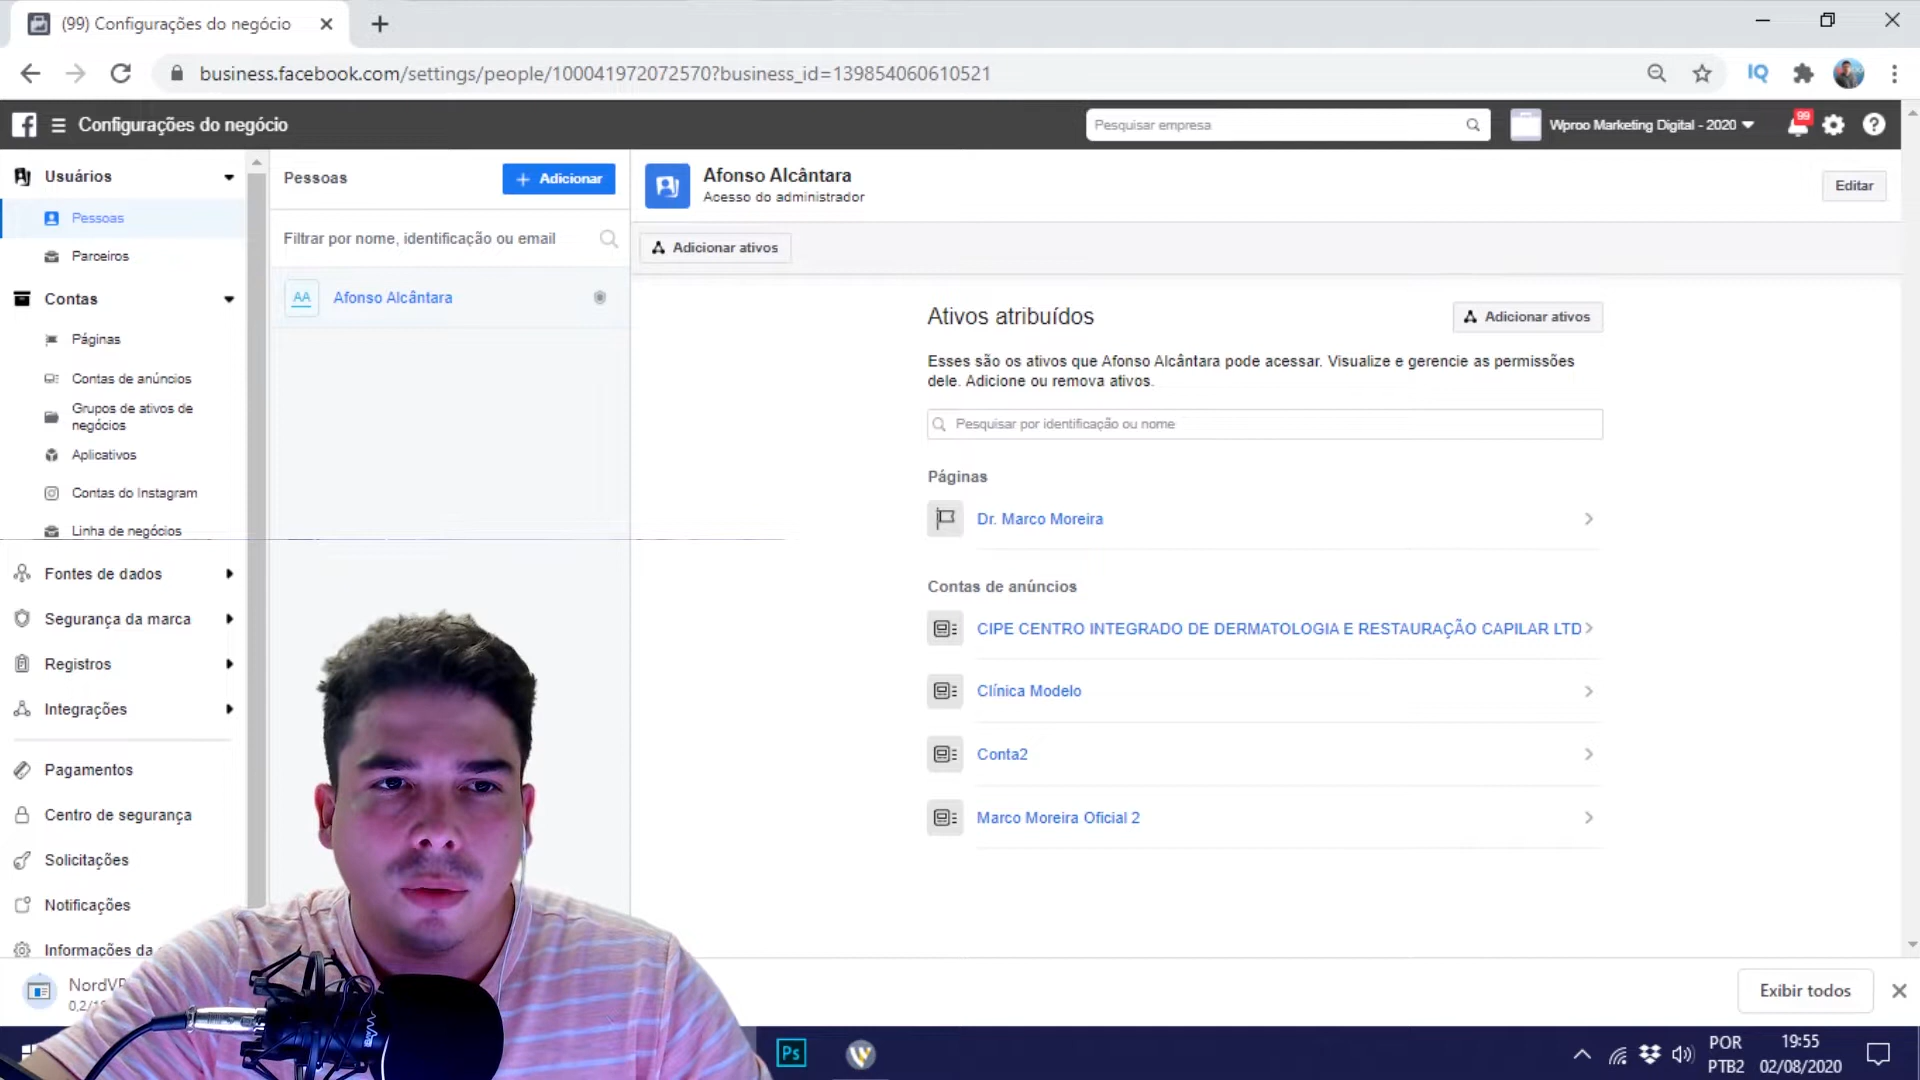 (99) Configurações do negócio
business.facebook.com/settings/people/100041972072570?business_id=139854060610521
IQ
Configurações do negócio
Pesquisar empresa
Wproo Marketing Digital - 2020
99
Usuários
Pessoas
Parceiros
Contas
Páginas
Contas de anúncios
Grupos de ativos de
negócios
Aplicativos
Contas do Instagram
Linha de negócios
Fontes de dados
Segurança da marca
Registros
Integrações
Pagamentos
Centro de segurança
Solicitações
Notificações
Informações da
Pessoas
+ Adicionar
Filtrar por nome, identificação ou email
AA
Afonso Alcântara
Afonso Alcântara
Acesso do administrador
Editar
Adicionar ativos
Ativos atribuídos
Adicionar ativos
Esses são os ativos que Afonso Alcântara pode acessar. Visualize e gerencie as permissões
dele. Adicione ou remova ativos.
Pesquisar por identificação ou nome
Páginas
Dr. Marco Moreira
Contas de anúncios
CIPE CENTRO INTEGRADO DE DERMATOLOGIA E RESTAURAÇÃO CAPILAR LTD
Clínica Modelo
Conta2
Marco Moreira Oficial 2
NordVP
0,2/1
Exibir todos
Ps
POR
PTB2
19:55
02/08/2020